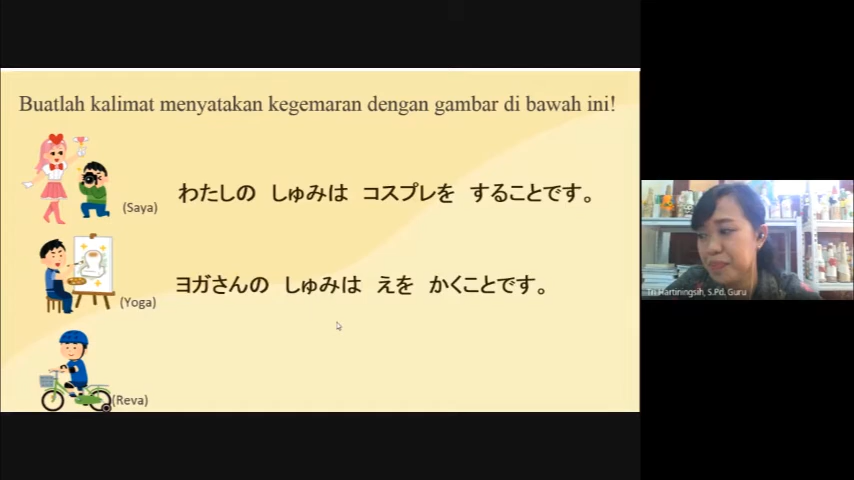 Buatlah kalimat menyatakan kegemaran dengan gambar di bawah ini!
わたしの しゅみは コスプレを することです。
(Saya)
ヨガさんの しゅみは えを かくことです。
(Yoga)
(Reva)
Tri Hartiningsih, S.Pd, Guru